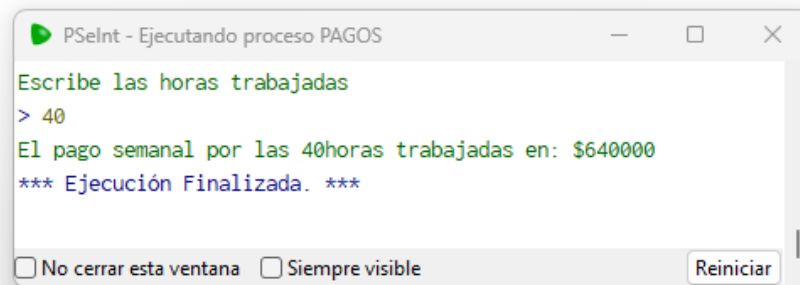 PSeInt - Ejecutando proceso PAGOS
Escribe las horas trabajadas
> 40
El pago semanal por las 40horas trabajadas en: $640000
*** Ejecución Finalizada. ***
No cerrar esta ventana Siempre visible Reiniciar